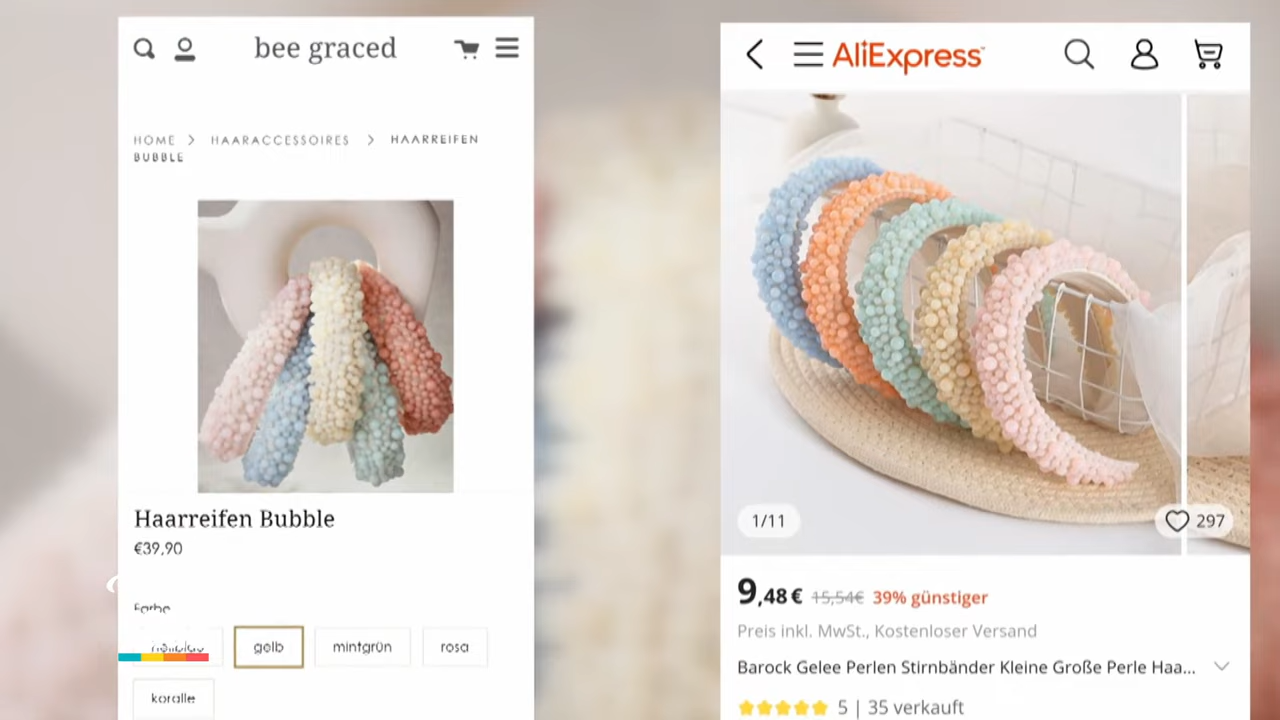 bee graced
HOME > HAARACCESSOIRES > HAARREIFEN
BUBBLE
Haarreifen Bubble
€39,90
Farbe
hellblau
gelb
mintgrün
rosa
koralle
AliExpress
1/11
297
9,48€ 15,54€ 39% günstiger
Preis inkl. MwSt., Kostenloser Versand
Barock Gelee Perlen Stirnbänder Kleine Große Perle Haa...
5 | 35 verkauft